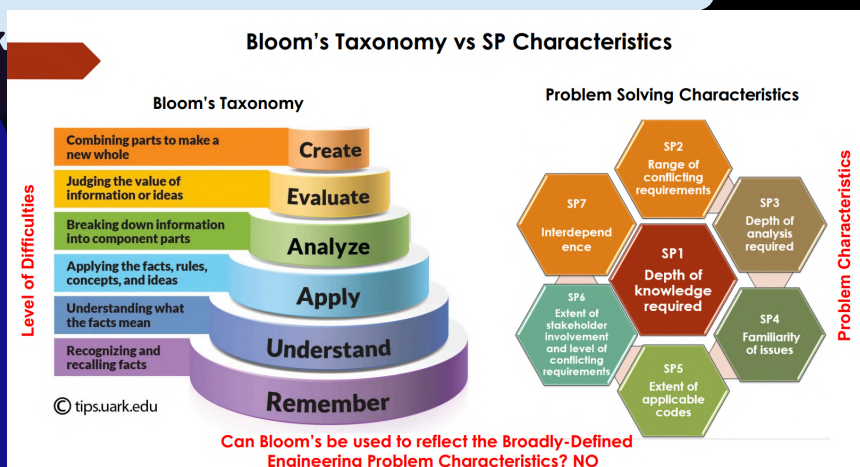 Bloom's Taxonomy vs SP Characteristics
Bloom's Taxonomy
Level of Difficulties
Combining parts to make a
new whole
Create
Judging the value of
information or ideas
Evaluate
Breaking down information
into component parts
Analyze
Applying the facts, rules,
concepts, and ideas
Apply
Understanding what
the facts mean
Understand
Recognizing and
recalling facts
Remember
© tips.uark.edu
Problem Solving Characteristics
SP2
Range of
conflicting
requirements
SP7
Interdepend
ence
SP3
Depth of
analysis
required
SP1
Depth of
knowledge
required
SP6
Extent of
stakeholder
involvement
and level of
conflicting
requirements
SP4
Familiarity
of issues
SP5
Extent of
applicable
codes
Problem Characteristics
Can Bloom's be used to reflect the Broadly-Defined
Engineering Problem Characteristics? NO